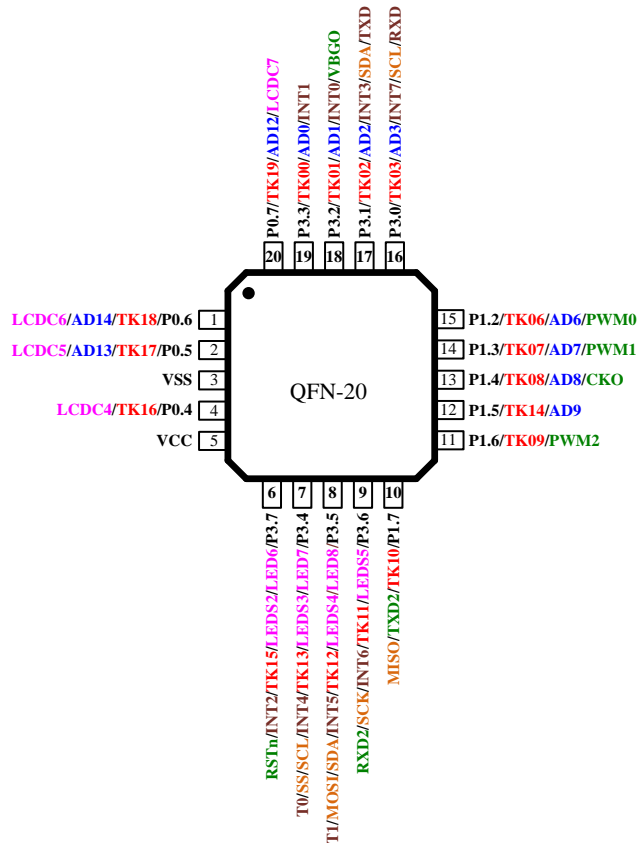 P0.7/TK19/AD12/LCDC7
P3.3/TK00/AD0/INT1
P3.2/TK01/AD1/INT0/VBGO
P3.1/TK02/AD2/INT3/SDA/TXD
P3.0/TK03/AD3/INT7/SCL/RXD
20 19 18 17 16
LCDC6/AD14/TK18/P0.6 1
LCDC5/AD13/TK17/P0.5 2
VSS 3
LCDC4/TK16/P0.4 4
VCC 5
QFN-20
15 P1.2/TK06/AD6/PWM0
14 P1.3/TK07/AD7/PWM1
13 P1.4/TK08/AD8/CKO
12 P1.5/TK14/AD9
11 P1.6/TK09/PWM2
6 7 8 9 10
RSTn/INT2/TK15/LEDS2/LED6/P3.7
T0/SS/SCL/INT4/TK13/LEDS3/LED7/P3.4
T1/MOSI/SDA/INT5/TK12/LEDS4/LED8/P3.5
RXD2/SCK/INT6/TK11/LEDS5/P3.6
MISO/TXD2/TK10/P1.7